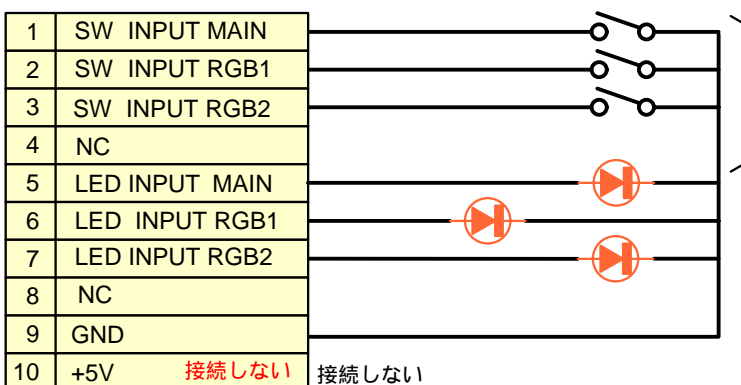 1 SW INPUT MAIN
2 SW INPUT RGB1
3 SW INPUT RGB2
4 NC
5 LED INPUT MAIN
6 LED INPUT RGB1
7 LED INPUT RGB2
8 NC
9 GND
10 +5V 接続しない 接続しない